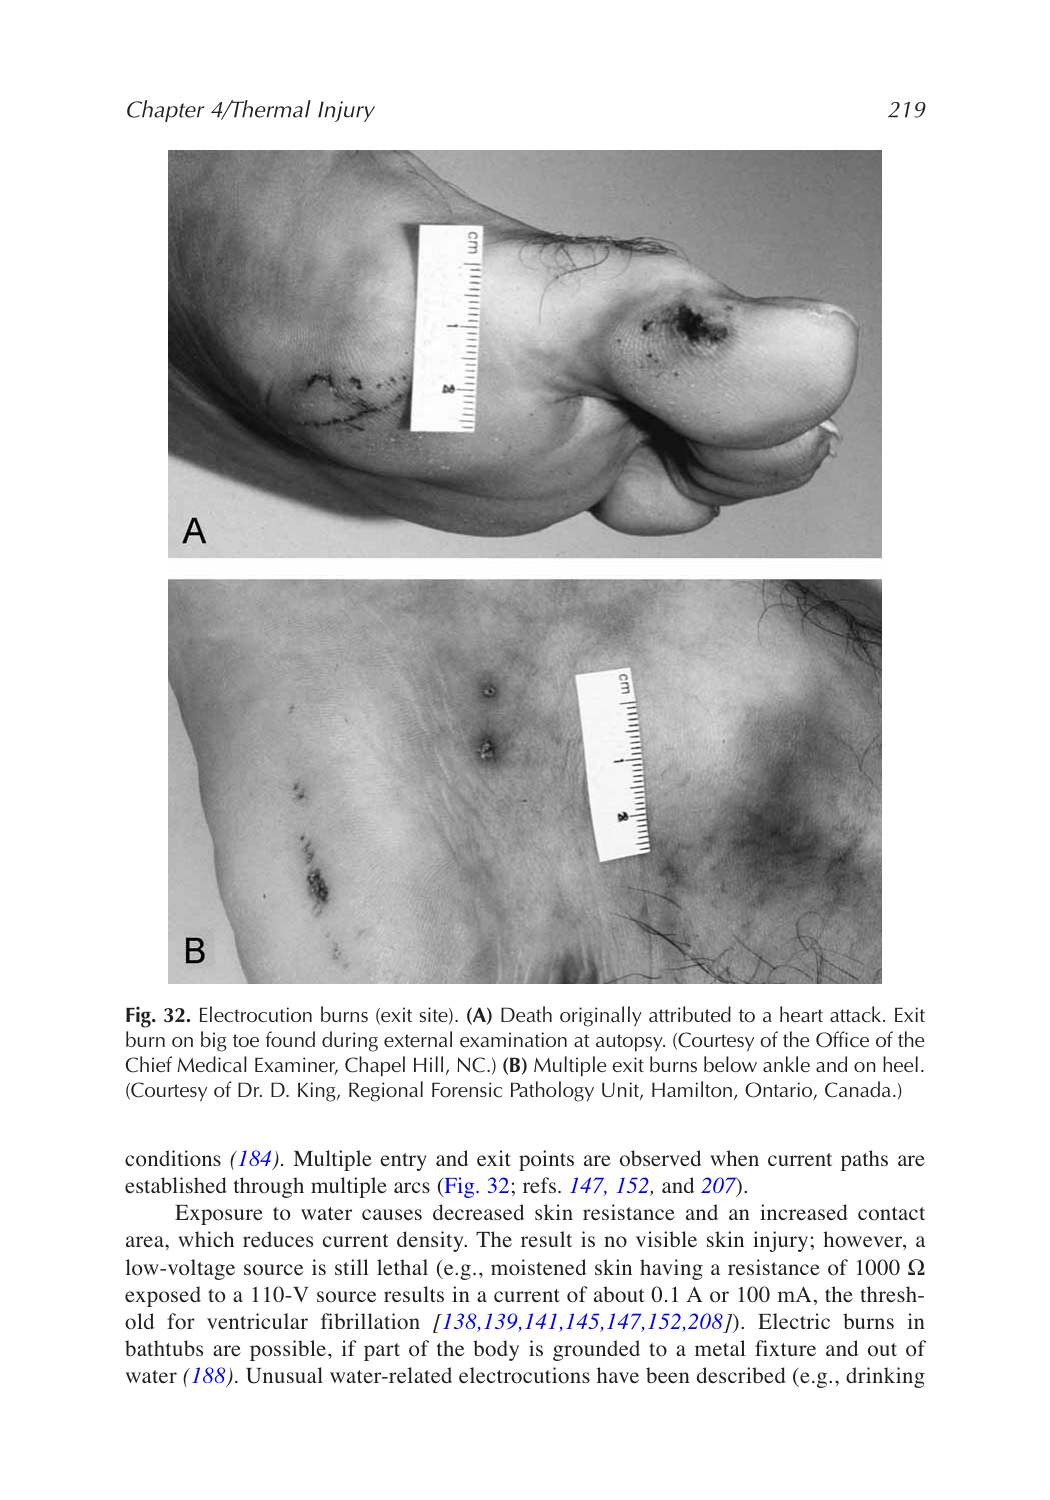 Chapter 4/Thermal Injury 219
cm
1
2
A
cm
1
2
B
Fig. 32. Electrocution burns (exit site). (A) Death originally attributed to a heart attack. Exit
burn on big toe found during external examination at autopsy. (Courtesy of the Office of the
Chief Medical Examiner, Chapel Hill, NC.) (B) Multiple exit burns below ankle and on heel.
(Courtesy of Dr. D. King, Regional Forensic Pathology Unit, Hamilton, Ontario, Canada.)
conditions (184). Multiple entry and exit points are observed when current paths are
established through multiple arcs (Fig. 32; refs. 147, 152, and 207).
Exposure to water causes decreased skin resistance and an increased contact
area, which reduces current density. The result is no visible skin injury; however, a
low-voltage source is still lethal (e.g., moistened skin having a resistance of 1000 Ω
exposed to a 110-V source results in a current of about 0.1 A or 100 mA, the thresh-
old for ventricular fibrillation [138,139,141,145,147,152,208]). Electric burns in
bathtubs are possible, if part of the body is grounded to a metal fixture and out of
water (188). Unusual water-related electrocutions have been described (e.g., drinking